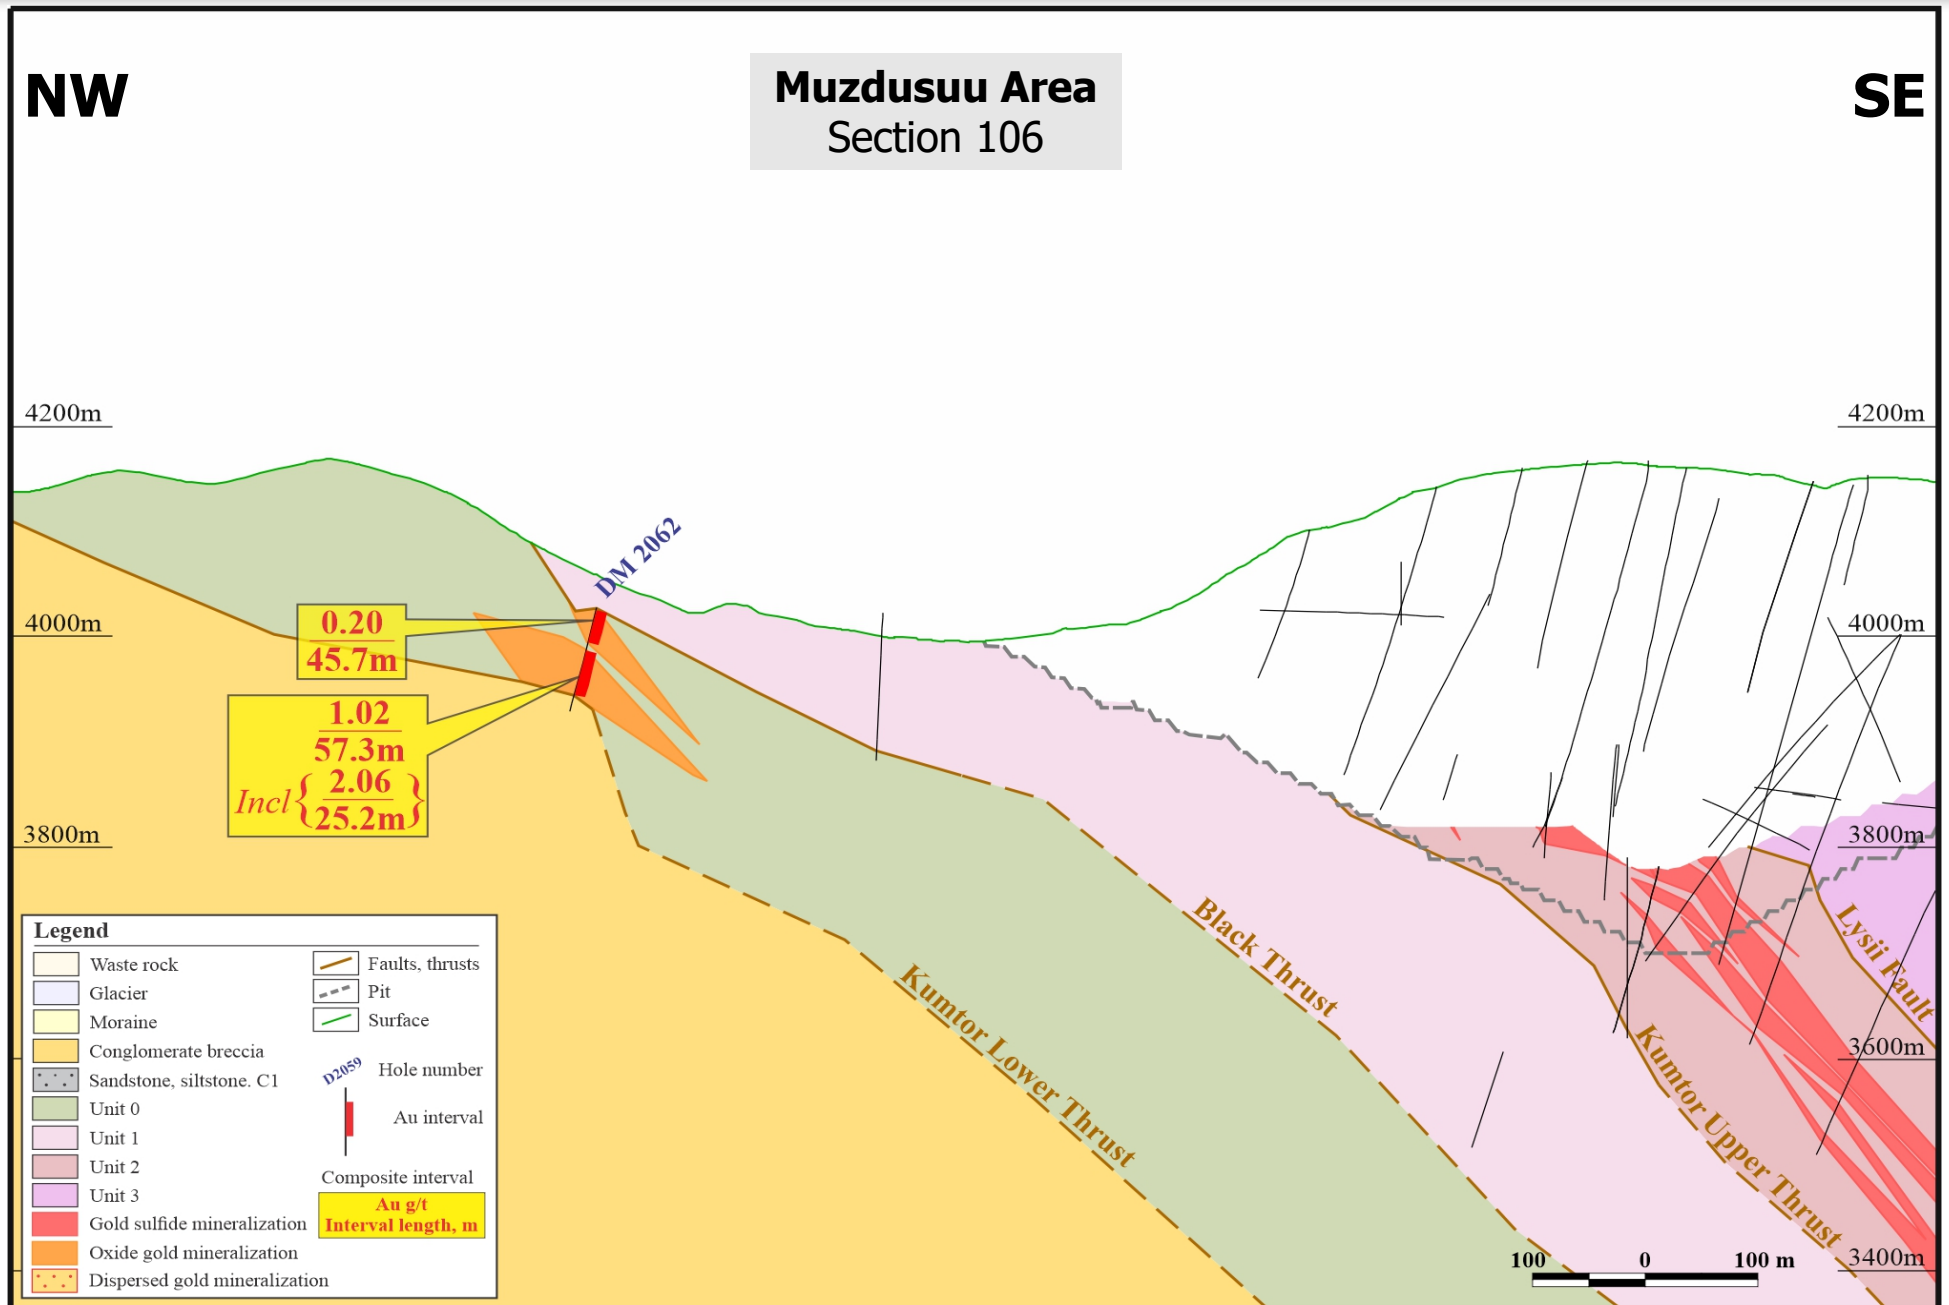 NW
Muzdusuu Area
Section 106
SE
4200m
4200m
DM 2062
0.20
45.7m
4000m
4000m
1.02
57.3m
Incl { 2.06
25.2m }
3800m
3800m
Black Thrust
Lysii Fault
Kumtor Lower Thrust
Kumtor Upper Thrust
3600m
3400m
100 0 100 m
Legend
Waste rock
Glacier
Moraine
Conglomerate breccia
Sandstone, siltstone. C1
Unit 0
Unit 1
Unit 2
Unit 3
Gold sulfide mineralization
Oxide gold mineralization
Dispersed gold mineralization
Faults, thrusts
Pit
Surface
D2059
Hole number
Au interval
Composite interval
Au g/t
Interval length, m